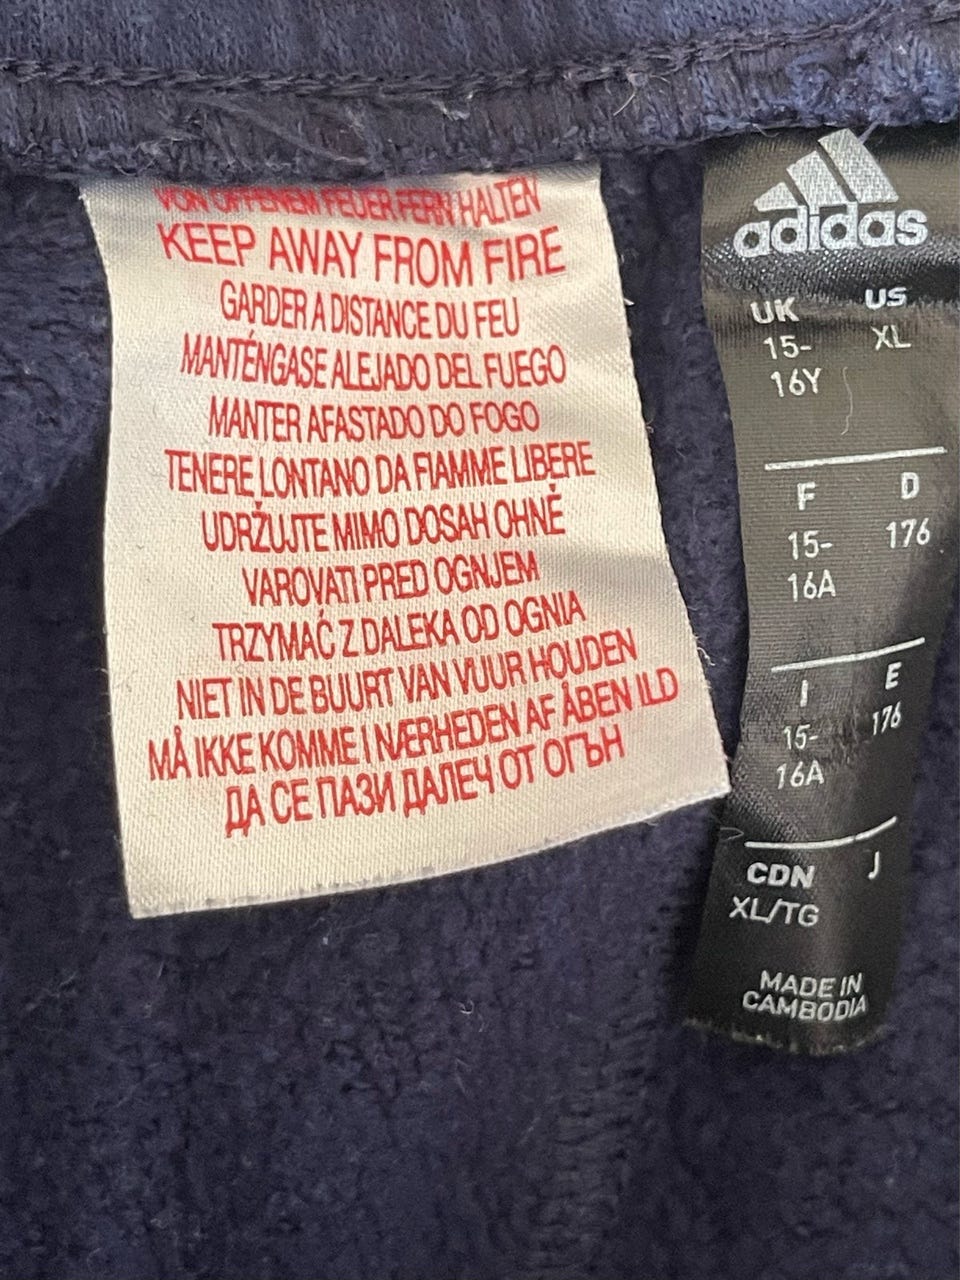 VON OFFENEM FEUER FERN HALTEN
KEEP AWAY FROM FIRE
GARDER A DISTANCE DU FEU
MANTÉNGASE ALEJADO DEL FUEGO
MANTER AFASTADO DO FOGO
TENERE LONTANO DA FIAMME LIBERE
UDRŽUJTE MIMO DOSAH OHNĚ
VAROVATI PRED OGNJEM
TRZYMAĆ Z DALEKA OD OGNIA
NIET IN DE BUURT VAN VUUR HOUDEN
MÅ IKKE KOMME I NÆRHEDEN AF ÅBEN ILD
ДА СЕ ПАЗИ ДАЛЕЧ ОТ ОГЪН
adidas
UK US
15- XL
16Y
F D
15- 176
16A
I E
15- 176
16A
CDN J
XL/TG
MADE IN
CAMBODIA